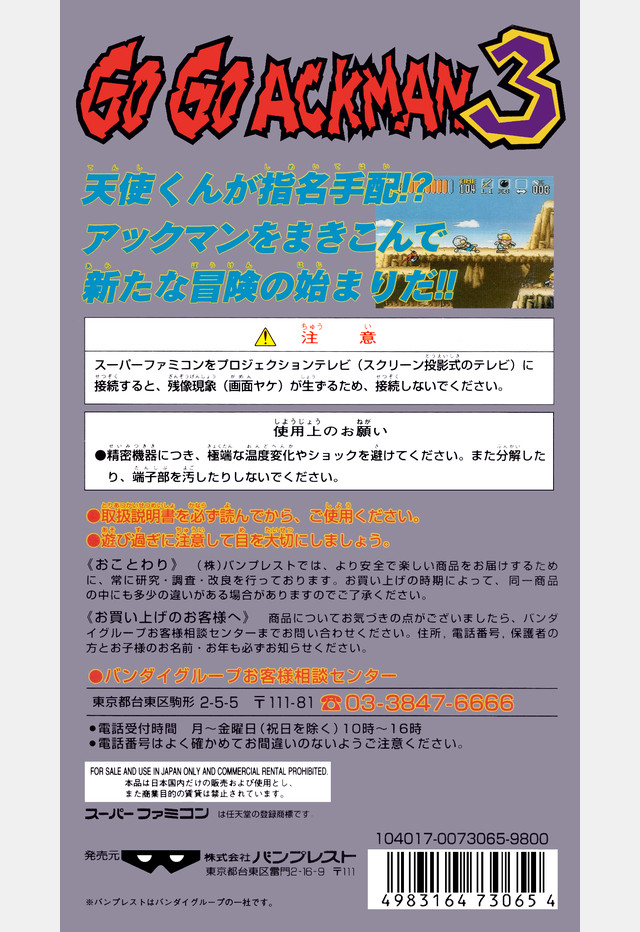 GO GO ACKMAN 3
天使くんが指名手配!?
アックマンをまきこんで
新たな冒険の始まりだ!!
104
003
⚠ 注意
スーパーファミコンをプロジェクションテレビ(スクリーン投影式のテレビ)に
接続すると、残像現象(画面ヤケ)が生ずるため、接続しないでください。
使用上のお願い
●精密機器につき、極端な温度変化やショックを避けてください。また分解した
り、端子部を汚したりしないでください。
●取扱説明書を必ず読んでから、ご使用ください。
●遊び過ぎに注意して目を大切にしましょう。
《おことわり》 (株)バンプレストでは、より安全で楽しい商品をお届けするため
に、常に研究・調査・改良を行っております。お買い上げの時期によって、同一商品
の中にも多少の違いがある場合がありますのでご了承ください。
《お買い上げのお客様へ》 商品についてお気づきの点がございましたら、バンダ
イグループお客様相談センターまでお問い合わせください。住所,電話番号,保護者の
方とお子様のお名前・お年も必ずお知らせください。
●バンダイグループお客様相談センター
東京都台東区駒形 2-5-5 〒111-81 ☎03-3847-6666
●電話受付時間 月〜金曜日(祝日を除く)10時〜16時
●電話番号はよく確かめてお間違いのないようご注意ください。
FOR SALE AND USE IN JAPAN ONLY AND COMMERCIAL RENTAL PROHIBITED.
本品は日本国内だけの販売および使用とし、
また商業目的の賃貸は禁止されています。
スーパーファミコン は任天堂の登録商標です.
104017-0073065-9800
発売元 株式会社 バンプレスト
東京都台東区雷門2-16-9 〒111
4983164 73065 4
※バンプレストはバンダイグループの一社です。